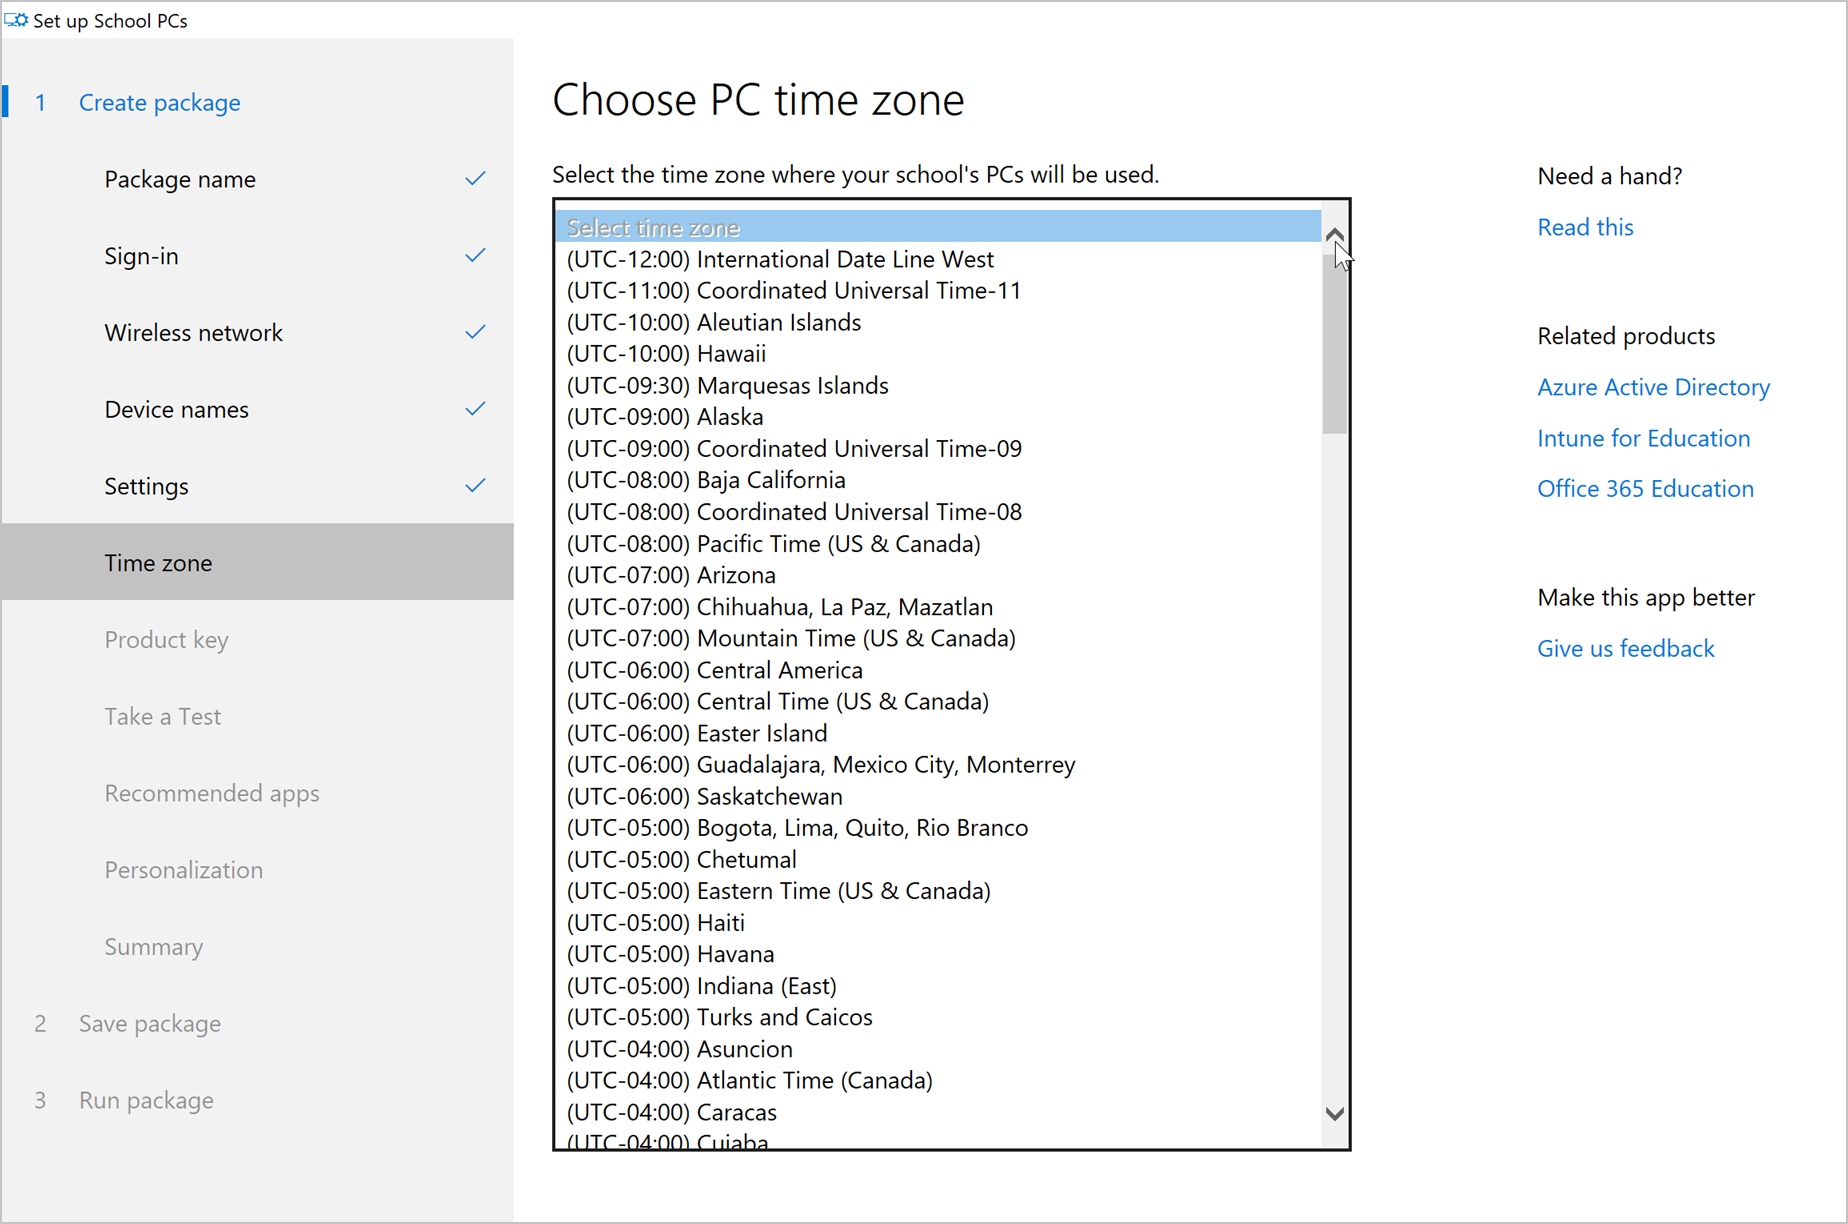 Set up School PCs
1 Create package
Package name
Sign-in
Wireless network
Device names
Settings
Time zone
Product key
Take a Test
Recommended apps
Personalization
Summary
2 Save package
3 Run package
Choose PC time zone
Select the time zone where your school's PCs will be used.
Select time zone
(UTC-12:00) International Date Line West
(UTC-11:00) Coordinated Universal Time-11
(UTC-10:00) Aleutian Islands
(UTC-10:00) Hawaii
(UTC-09:30) Marquesas Islands
(UTC-09:00) Alaska
(UTC-09:00) Coordinated Universal Time-09
(UTC-08:00) Baja California
(UTC-08:00) Coordinated Universal Time-08
(UTC-08:00) Pacific Time (US & Canada)
(UTC-07:00) Arizona
(UTC-07:00) Chihuahua, La Paz, Mazatlan
(UTC-07:00) Mountain Time (US & Canada)
(UTC-06:00) Central America
(UTC-06:00) Central Time (US & Canada)
(UTC-06:00) Easter Island
(UTC-06:00) Guadalajara, Mexico City, Monterrey
(UTC-06:00) Saskatchewan
(UTC-05:00) Bogota, Lima, Quito, Rio Branco
(UTC-05:00) Chetumal
(UTC-05:00) Eastern Time (US & Canada)
(UTC-05:00) Haiti
(UTC-05:00) Havana
(UTC-05:00) Indiana (East)
(UTC-05:00) Turks and Caicos
(UTC-04:00) Asuncion
(UTC-04:00) Atlantic Time (Canada)
(UTC-04:00) Caracas
(UTC-04:00) Cuiaba
Need a hand?
Read this
Related products
Azure Active Directory
Intune for Education
Office 365 Education
Make this app better
Give us feedback